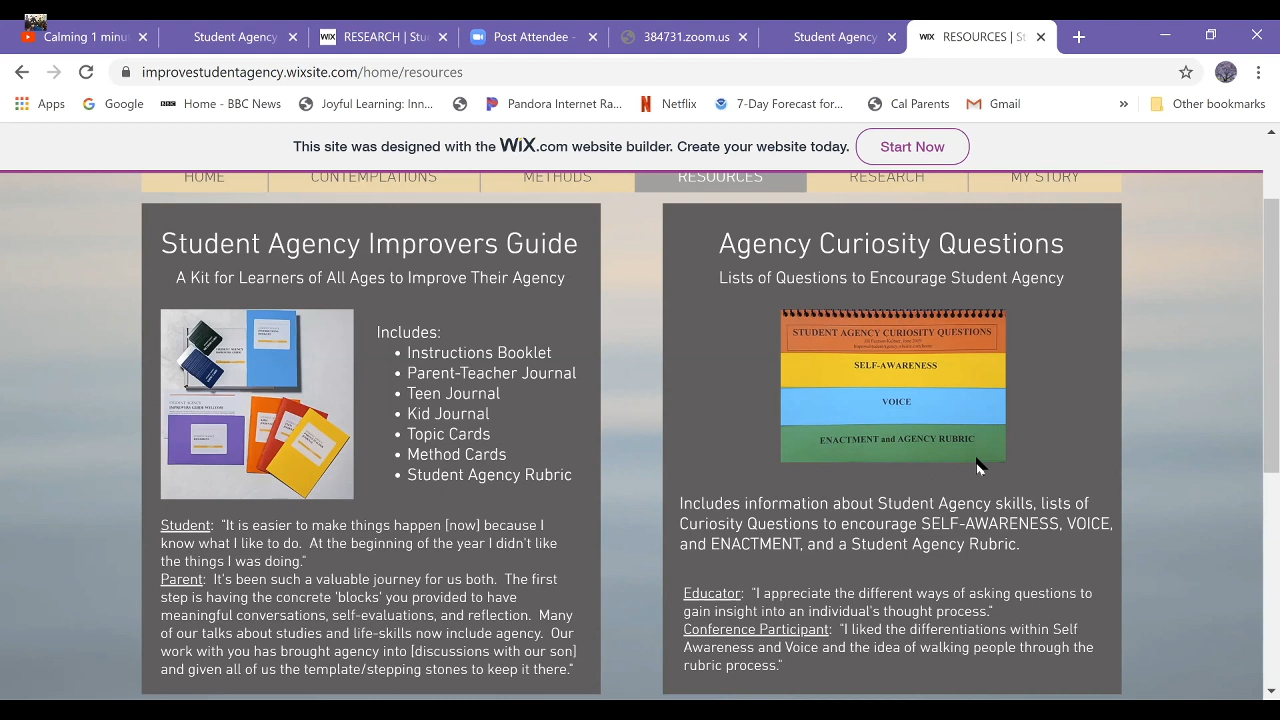 Calming 1 minu
Student Agency
WIX RESEARCH | Stu
Post Attendee -
384731.zoom.us
Student Agency
WIX RESOURCES | St
improvestudentagency.wixsite.com/home/resources
Apps
Google
BBC Home - BBC News
Joyful Learning: Inn...
Pandora Internet Ra...
Netflix
7-Day Forecast for...
Cal Parents
Gmail
»
Other bookmarks
This site was designed with the WiX.com website builder. Create your website today.
Start Now
HOME
CONTEMPLATIONS
METHODS
RESOURCES
RESEARCH
MY STORY
Student Agency Improvers Guide
A Kit for Learners of All Ages to Improve Their Agency
Includes:
• Instructions Booklet
• Parent-Teacher Journal
• Teen Journal
• Kid Journal
• Topic Cards
• Method Cards
• Student Agency Rubric
Student: "It is easier to make things happen [now] because I
know what I like to do. At the beginning of the year I didn't like
the things I was doing."
Parent: It's been such a valuable journey for us both. The first
step is having the concrete 'blocks' you provided to have
meaningful conversations, self-evaluations, and reflection. Many
of our talks about studies and life-skills now include agency. Our
work with you has brought agency into [discussions with our son]
and given all of us the template/stepping stones to keep it there."
Agency Curiosity Questions
Lists of Questions to Encourage Student Agency
STUDENT AGENCY CURIOSITY QUESTIONS
SELF-AWARENESS
VOICE
ENACTMENT and AGENCY RUBRIC
Includes information about Student Agency skills, lists of
Curiosity Questions to encourage SELF-AWARENESS, VOICE,
and ENACTMENT, and a Student Agency Rubric.
Educator: "I appreciate the different ways of asking questions to
gain insight into an individual's thought process."
Conference Participant: "I liked the differentiations within Self
Awareness and Voice and the idea of walking people through the
rubric process."